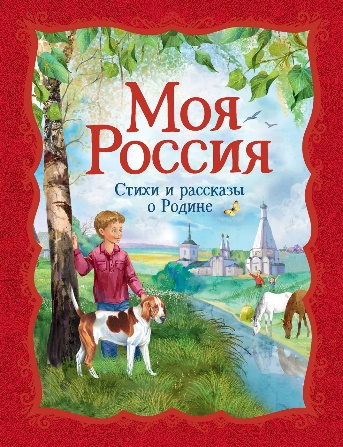 Моя
Россия
Стихи и рассказы
о Родине